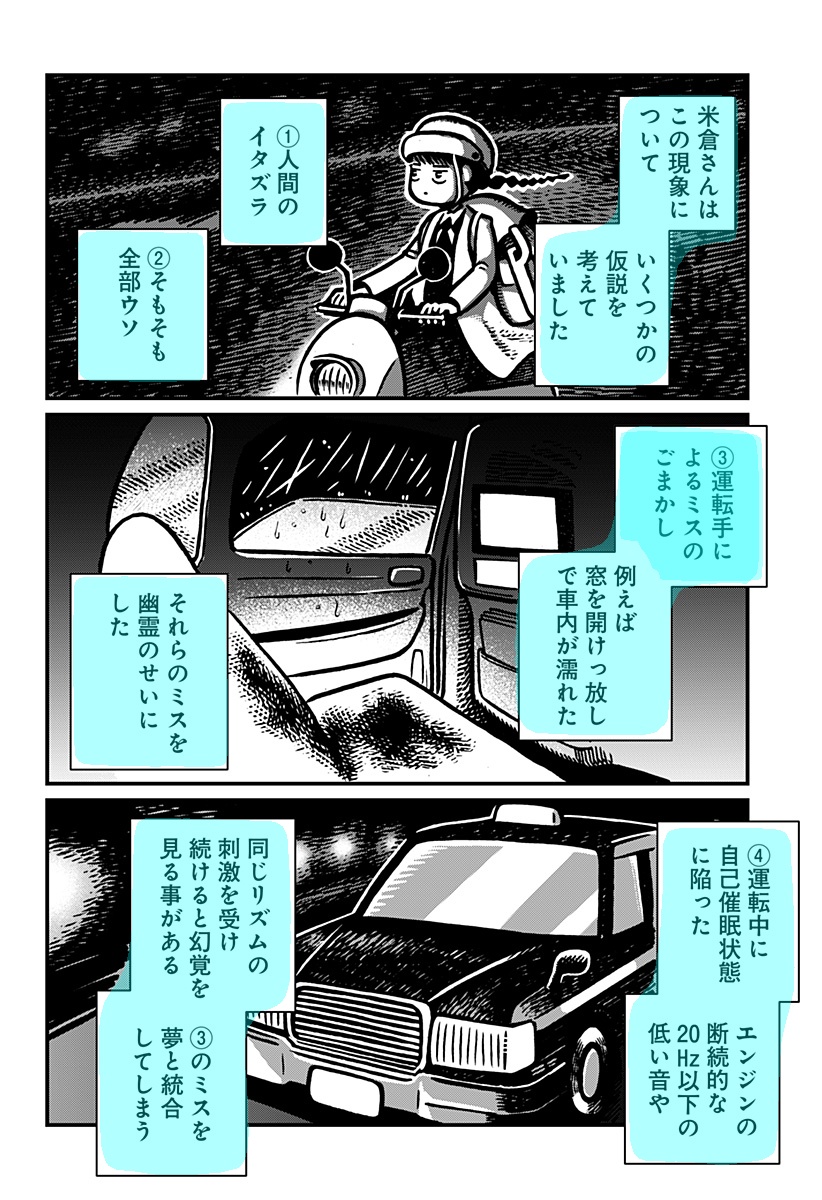 米倉さんは
この現象に
ついて
いくつかの
仮説を
考えて
いました
①人間の
イタズラ
②そもそも
全部ウソ
③運転手に
よるミスの
ごまかし
例えば
窓を開けっ放し
で車内が濡れた
それらのミスを
幽霊のせいに
した
④運転中に
自己催眠状態
に陥った
エンジンの
断続的な
20Hz以下の
低い音や
同じリズムの
刺激を受け
続けると幻覚を
見る事がある
③のミスを
夢と統合
してしまう